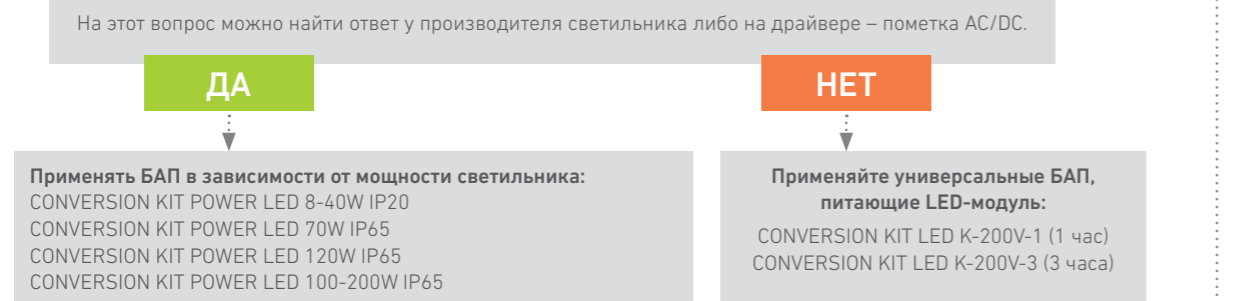 На этот вопрос можно найти ответ у производителя светильника либо на драйвере – пометка AC/DC.
ДА
НЕТ
Применять БАП в зависимости от мощности светильника:
CONVERSION KIT POWER LED 8-40W IP20
CONVERSION KIT POWER LED 70W IP65
CONVERSION KIT POWER LED 120W IP65
CONVERSION KIT POWER LED 100-200W IP65
Применяйте универсальные БАП,
питающие LED-модуль:
CONVERSION KIT LED K-200V-1 (1 час)
CONVERSION KIT LED K-200V-3 (3 часа)